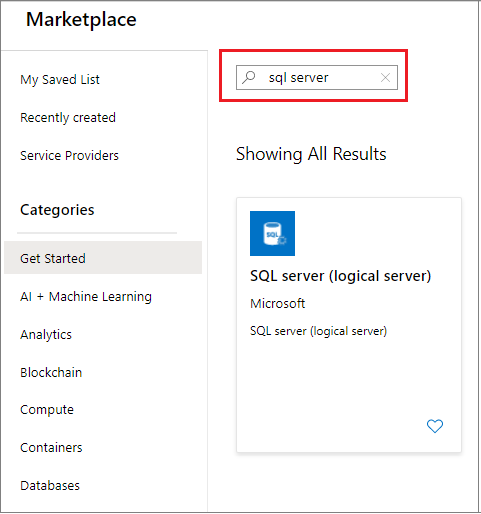 Marketplace
My Saved List
Recently created
Service Providers
Categories
Get Started
AI + Machine Learning
Analytics
Blockchain
Compute
Containers
Databases
sql server
Showing All Results
SQL
SQL server (logical server)
Microsoft
SQL server (logical server)